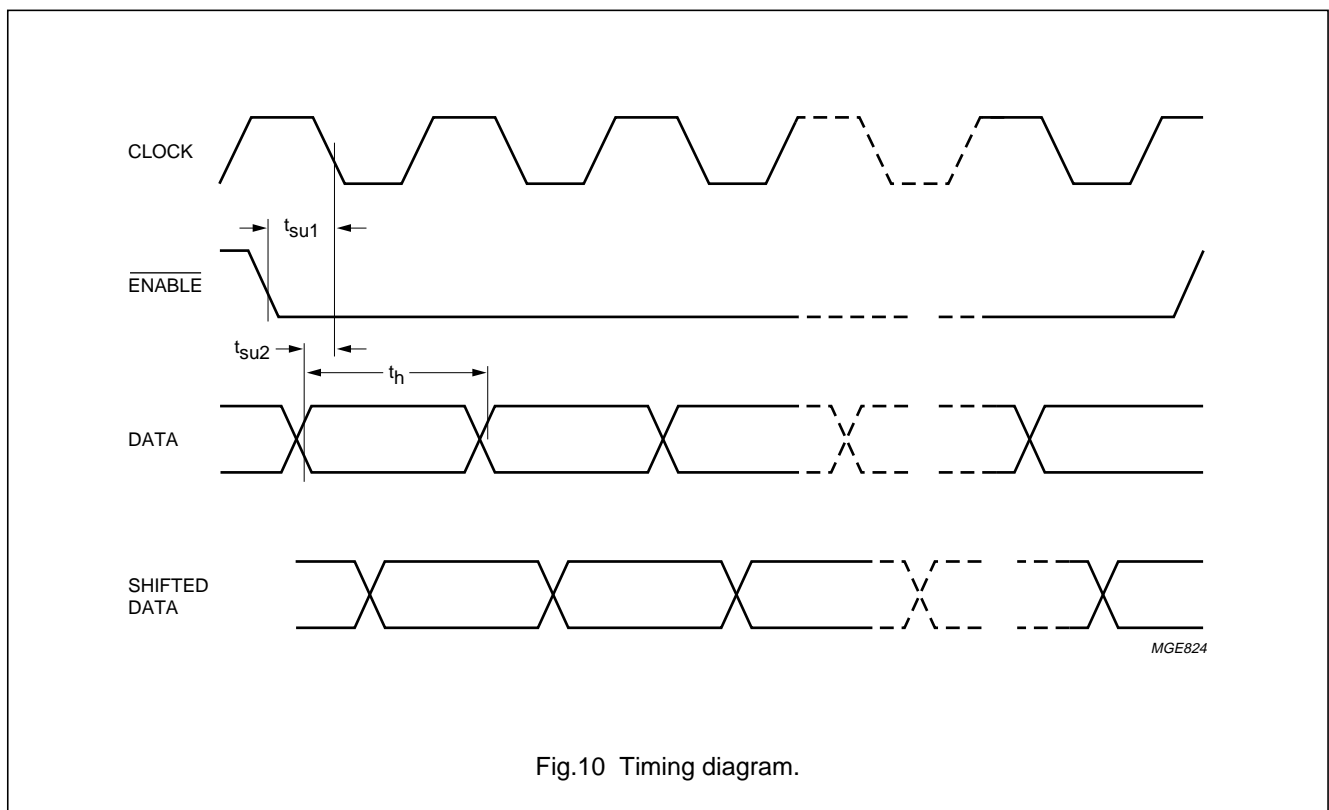 CLOCK
tsu1
ENABLE
tsu2
th
DATA
SHIFTED
DATA
MGE824
Fig.10 Timing diagram.